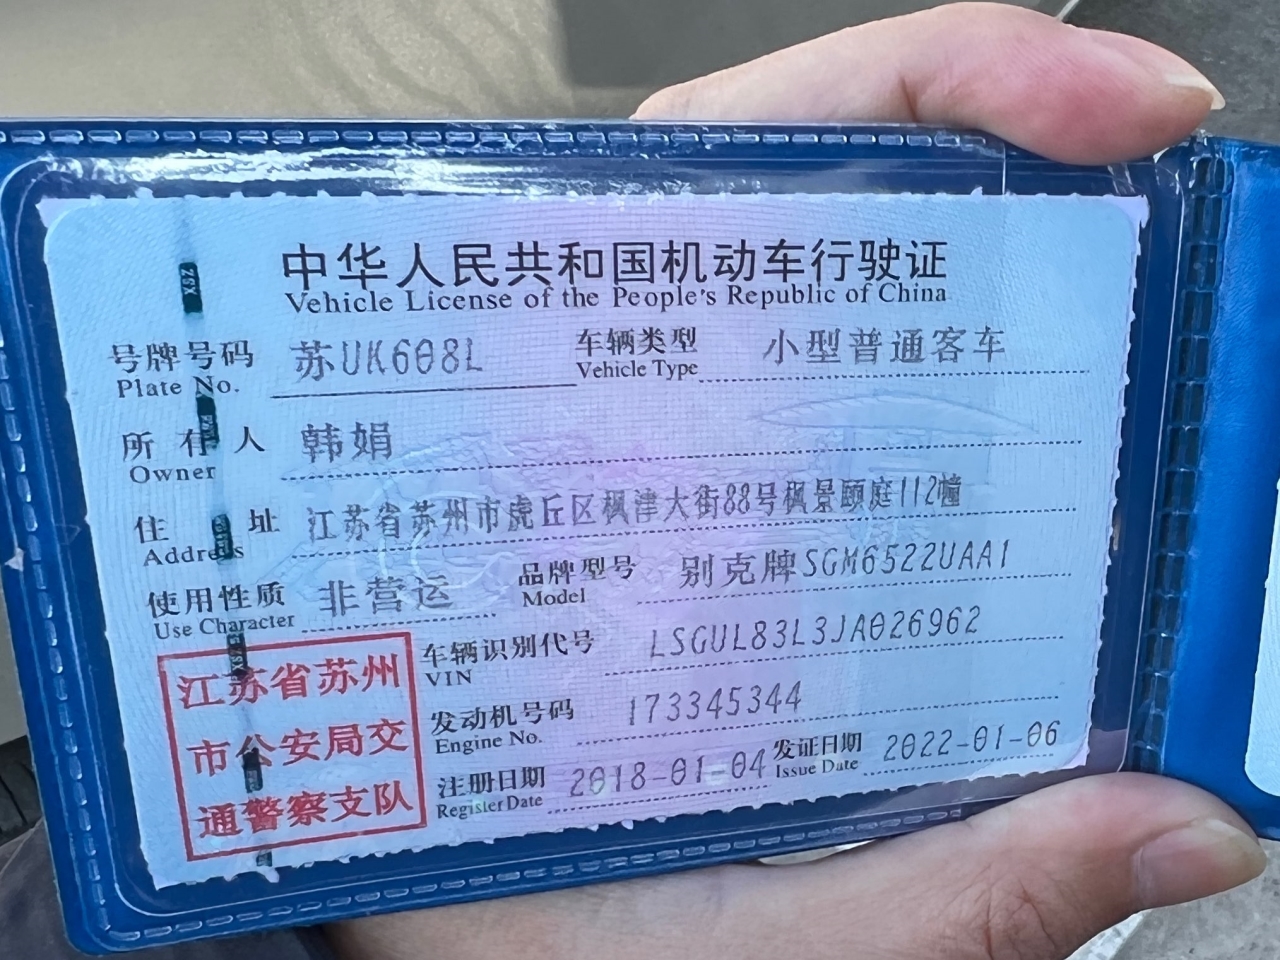 中华人民共和国机动车行驶证
Vehicle License of the People's Republic of China
号牌号码 苏UK608L 车辆类型 小型普通客车
Plate No. Vehicle Type
所有人 韩娟
Owner
住址 江苏省苏州市虎丘区枫津大街88号枫景颐庭112幢
Address
使用性质 非营运 品牌型号 别克牌SGM6522UAA1
Use Character Model
车辆识别代号 LSGUL83L3JA026962
VIN
发动机号码 173345344
Engine No.
注册日期 2018-01-04 发证日期 2022-01-06
Register Date Issue Date
江苏省苏州
市公安局交
通警察支队